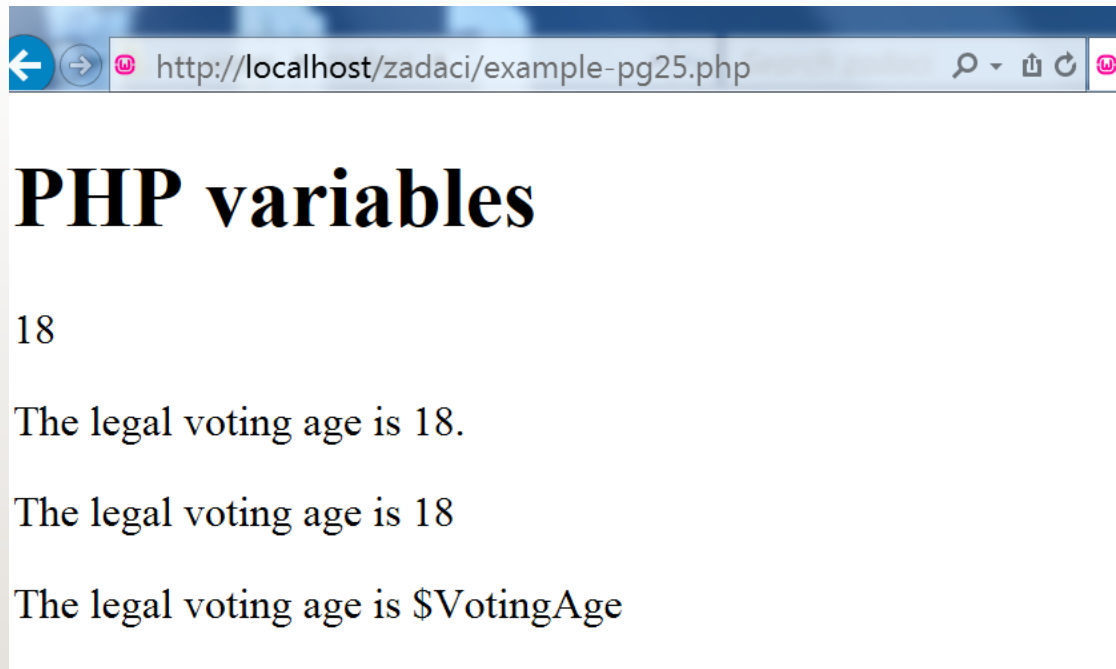 http://localhost/zadaci/example-pg25.php
PHP variables
18
The legal voting age is 18.
The legal voting age is 18
The legal voting age is $VotingAge